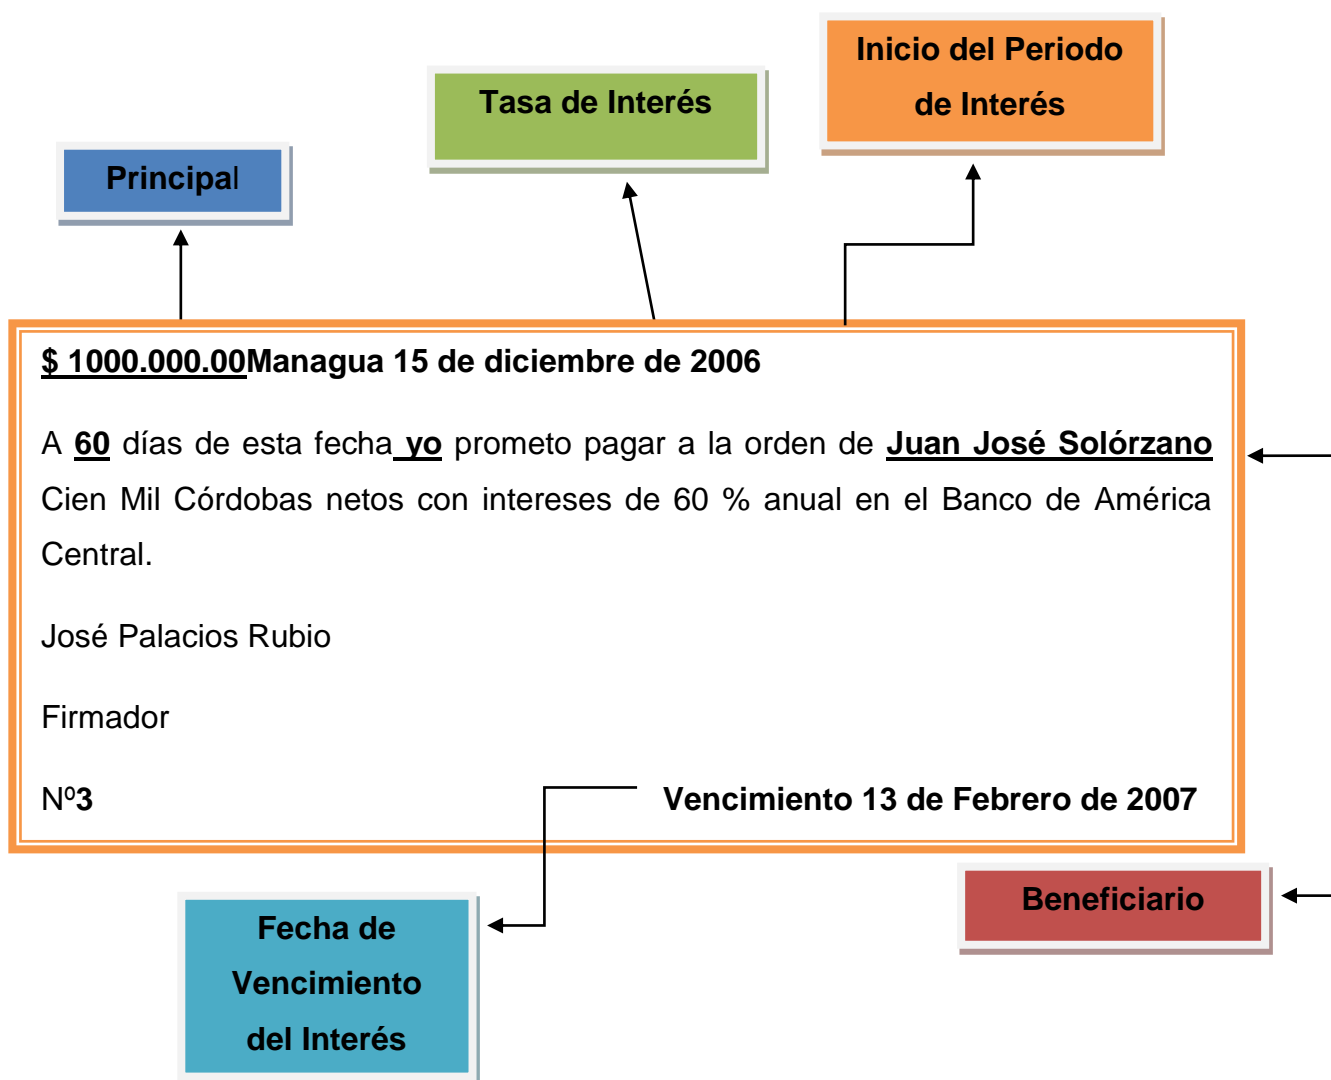 Inicio del Periodo
de Interés
Tasa de Interés
Principal
$ 1000.000.00Managua 15 de diciembre de 2006
A 60 días de esta fecha yo prometo pagar a la orden de Juan José Solórzano
Cien Mil Córdobas netos con intereses de 60 % anual en el Banco de América
Central.
José Palacios Rubio
Firmador
Nº3 Vencimiento 13 de Febrero de 2007
Beneficiario
Fecha de
Vencimiento
del Interés